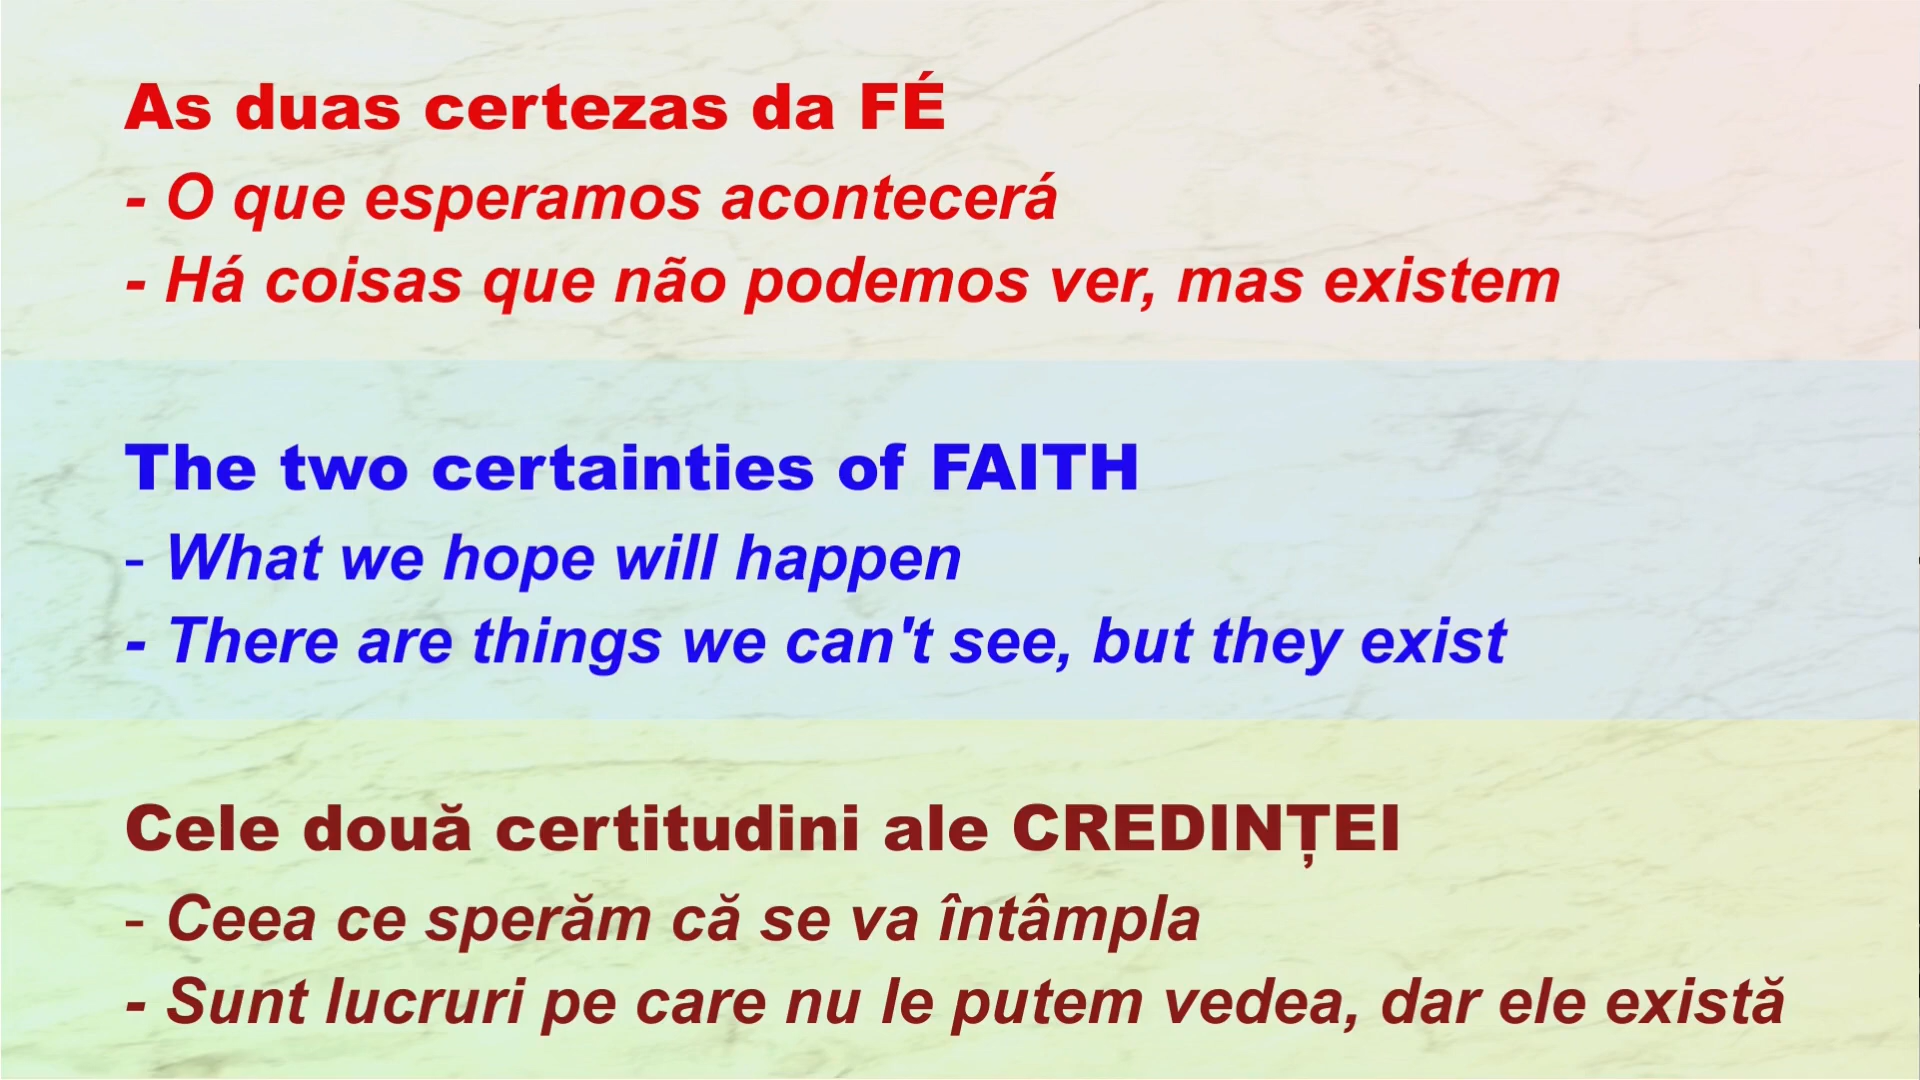 As duas certezas da FÉ
- O que esperamos acontecerá
- Há coisas que não podemos ver, mas existem
The two certainties of FAITH
- What we hope will happen
- There are things we can't see, but they exist
Cele două certitudini ale CREDINȚEI
- Ceea ce sperăm că se va întâmpla
- Sunt lucruri pe care nu le putem vedea, dar ele există